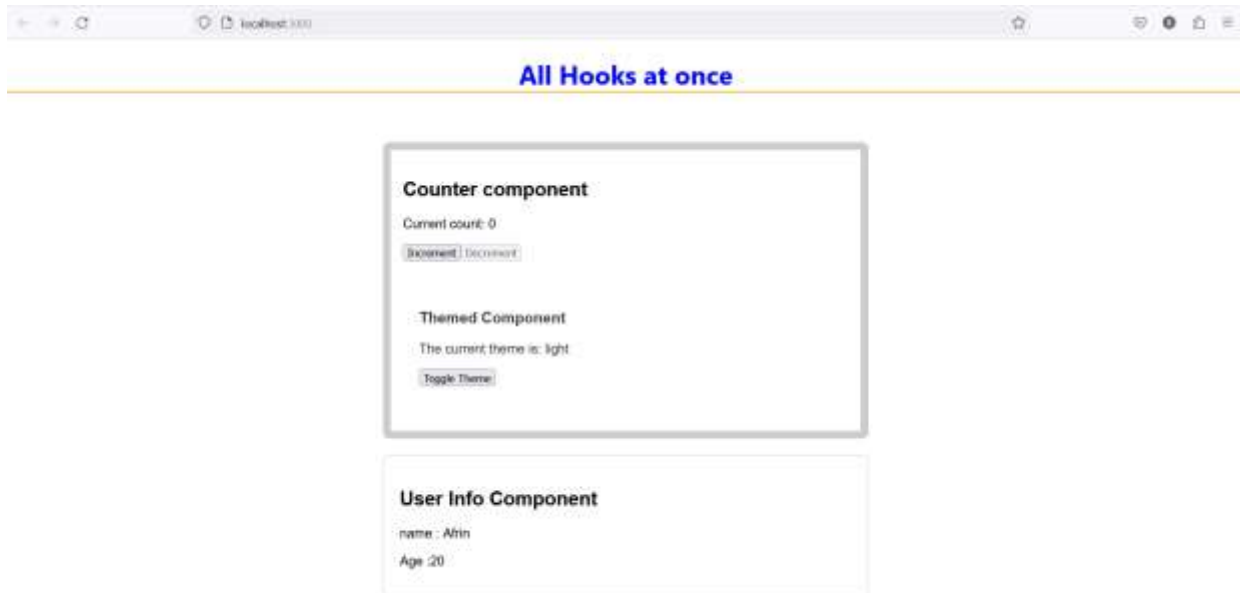 localhost:3000
All Hooks at once
Counter component
Current count: 0
Increment Decrement
Themed Component
The current theme is: light
Toggle Theme
User Info Component
name : Afrin
Age :20